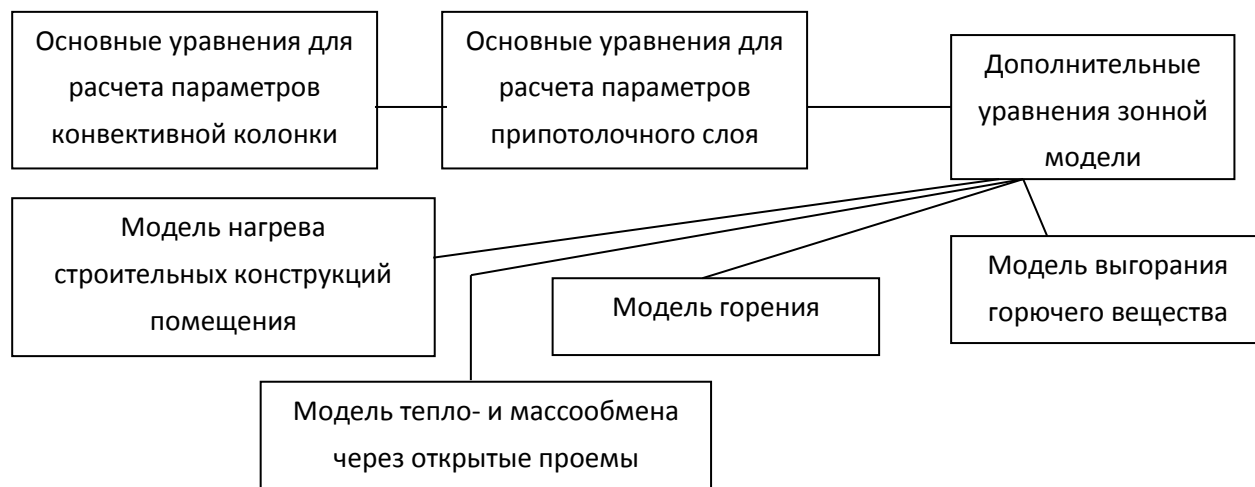 Основные уравнения для
расчета параметров
конвективной колонки
Основные уравнения для
расчета параметров
припотолочного слоя
Дополнительные
уравнения зонной
модели
Модель нагрева
строительных конструкций
помещения
Модель горения
Модель выгорания
горючего вещества
Модель тепло- и массообмена
через открытые проемы